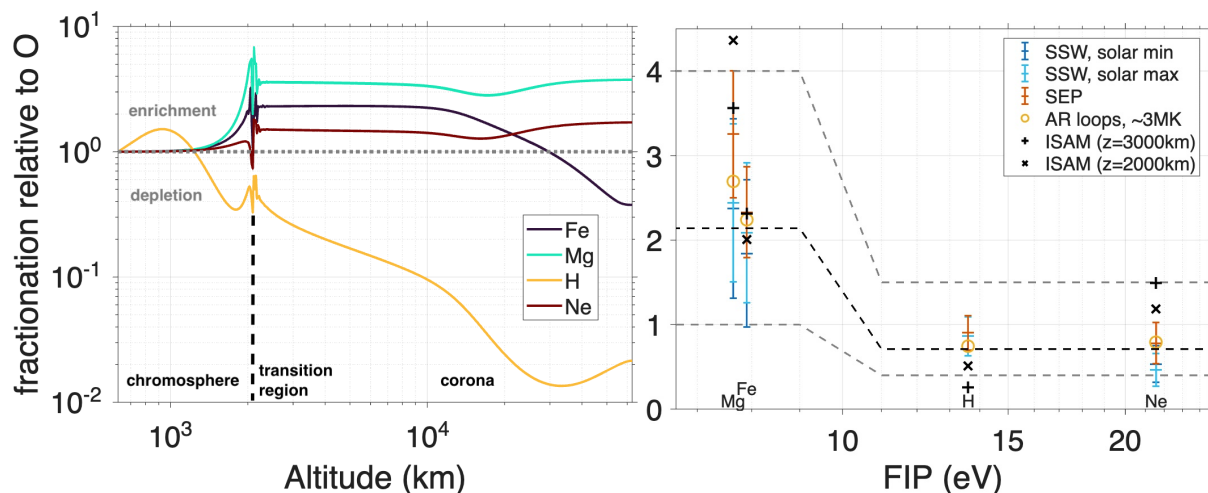 fractionation relative to O
10^1
10^0
10^-1
10^-2
enrichment
depletion
Fe
Mg
H
Ne
chromosphere
transition
region
corona
10^3
10^4
Altitude (km)
4
3
2
1
0
SSW, solar min
SSW, solar max
SEP
AR loops, ~3MK
ISAM (z=3000km)
ISAM (z=2000km)
Fe
Mg
H
Ne
10
15
20
FIP (eV)